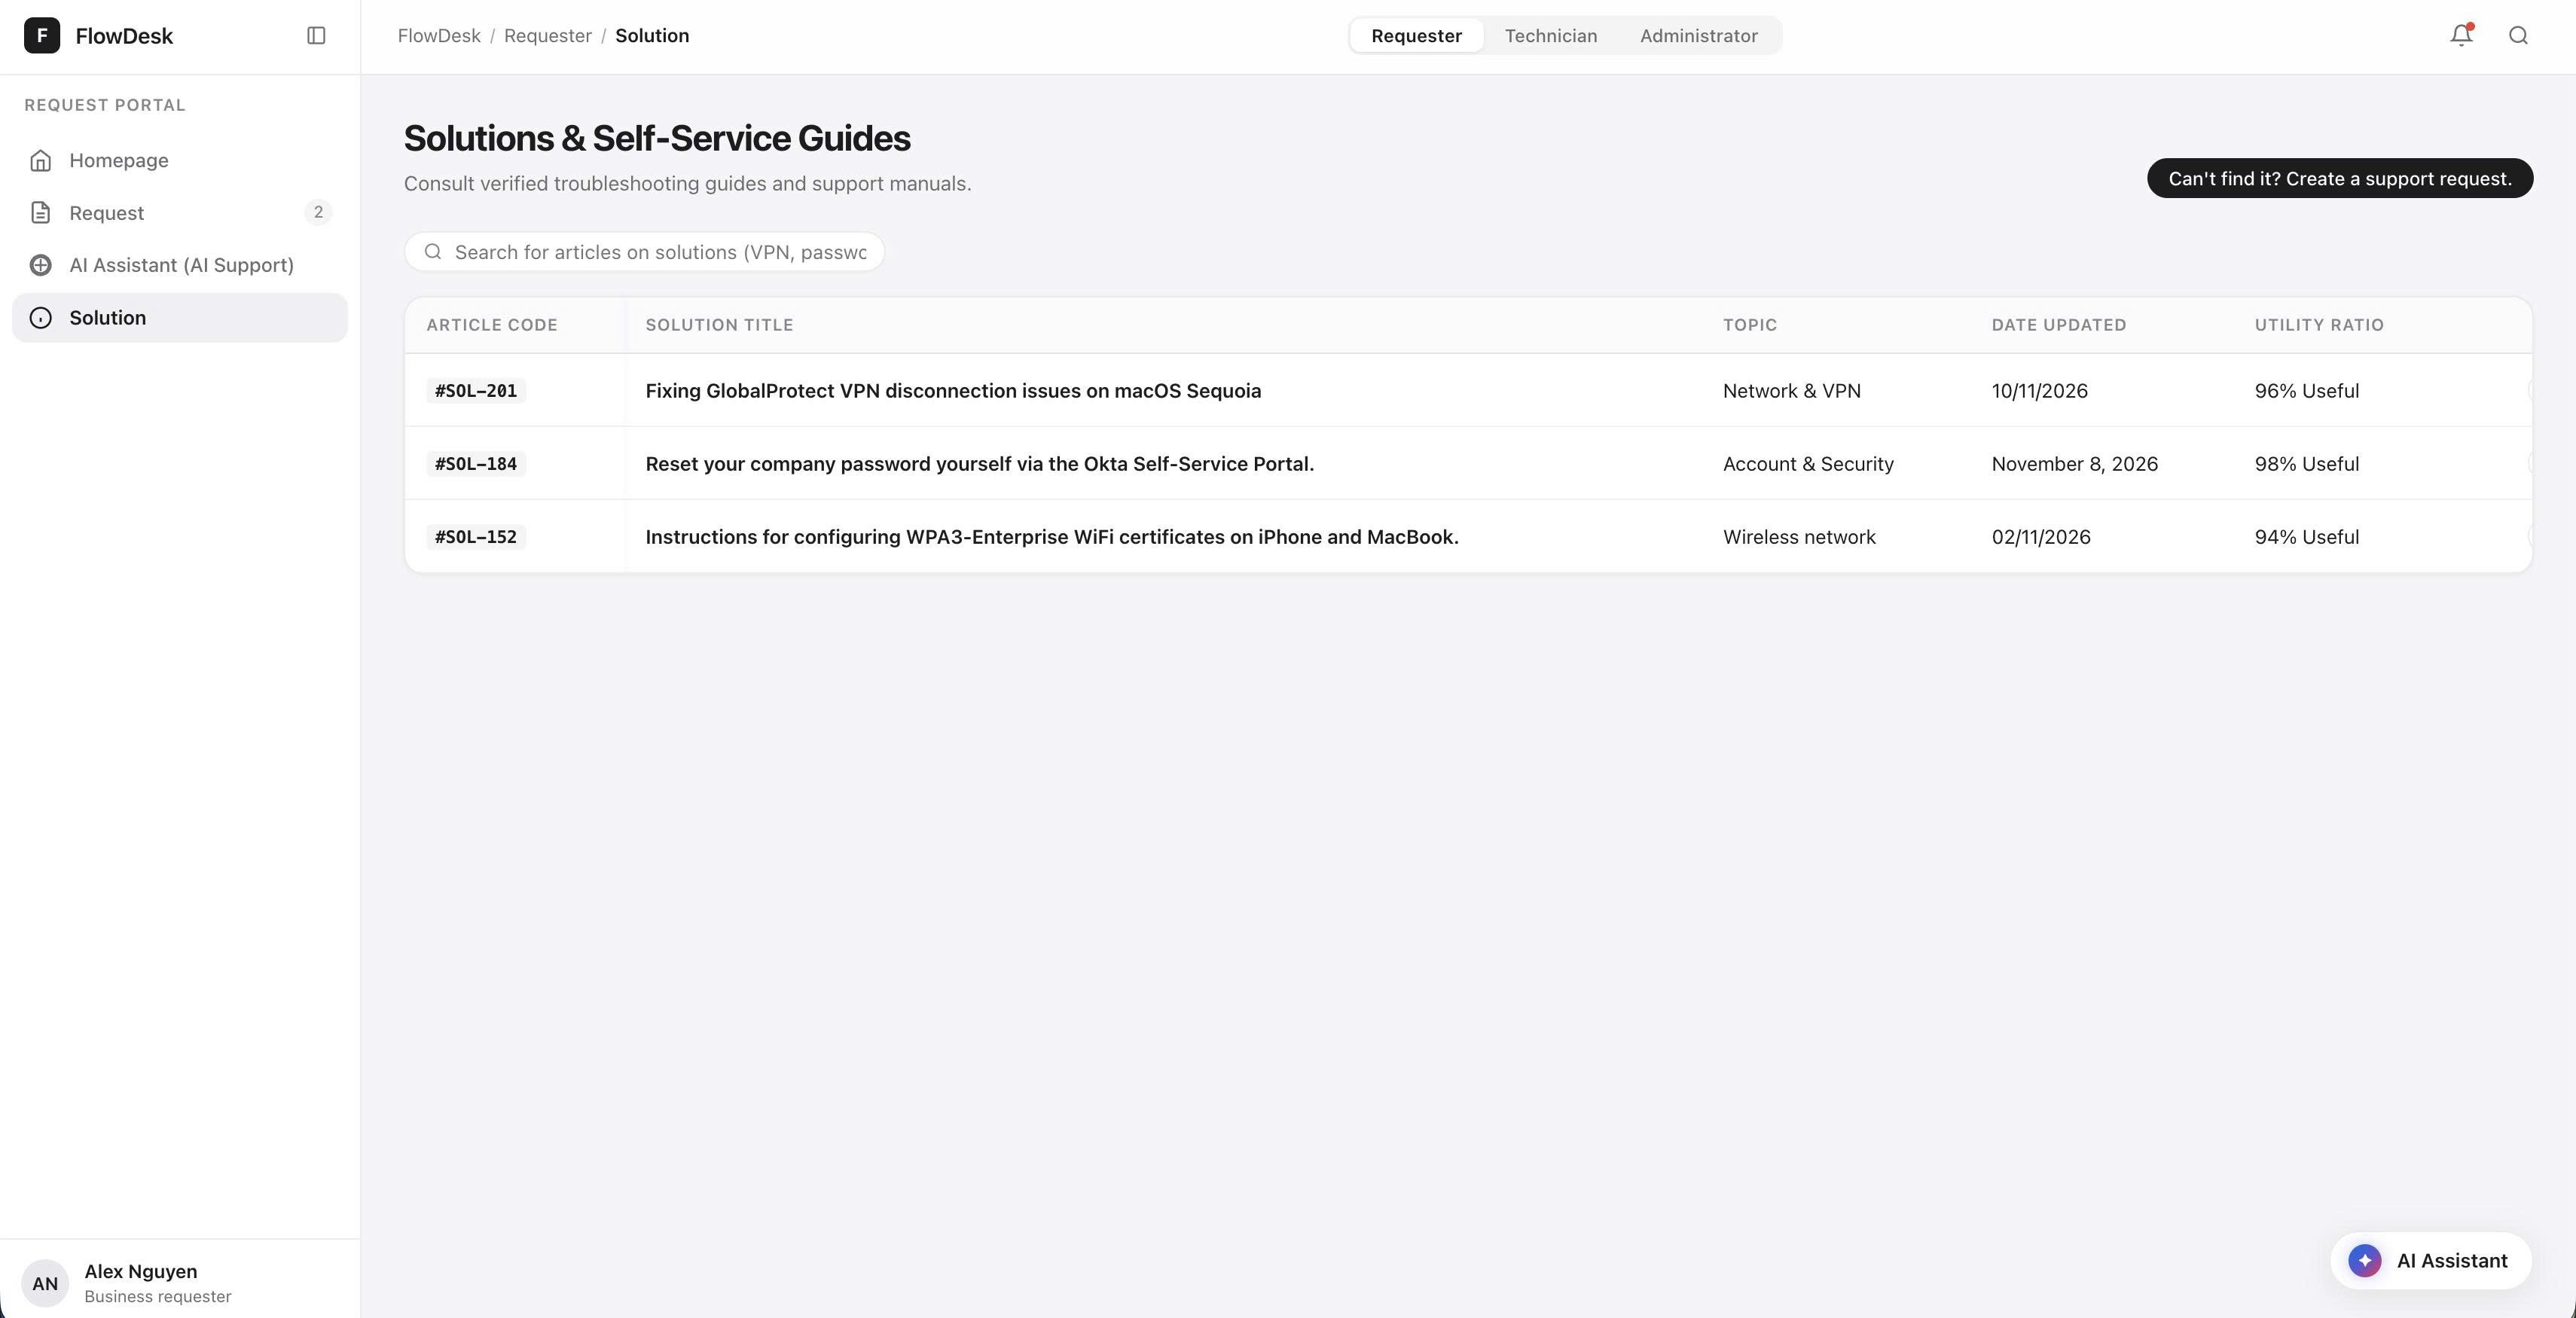 F FlowDesk
FlowDesk / Requester / Solution
Requester Technician Administrator
REQUEST PORTAL
Homepage
Request 2
AI Assistant (AI Support)
Solution
Solutions & Self-Service Guides
Consult verified troubleshooting guides and support manuals.
Can't find it? Create a support request.
Search for articles on solutions (VPN, passwo
ARTICLE CODE SOLUTION TITLE TOPIC DATE UPDATED UTILITY RATIO
#SOL-201 Fixing GlobalProtect VPN disconnection issues on macOS Sequoia Network & VPN 10/11/2026 96% Useful
#SOL-184 Reset your company password yourself via the Okta Self-Service Portal. Account & Security November 8, 2026 98% Useful
#SOL-152 Instructions for configuring WPA3-Enterprise WiFi certificates on iPhone and MacBook. Wireless network 02/11/2026 94% Useful
AN Alex Nguyen
Business requester
AI Assistant